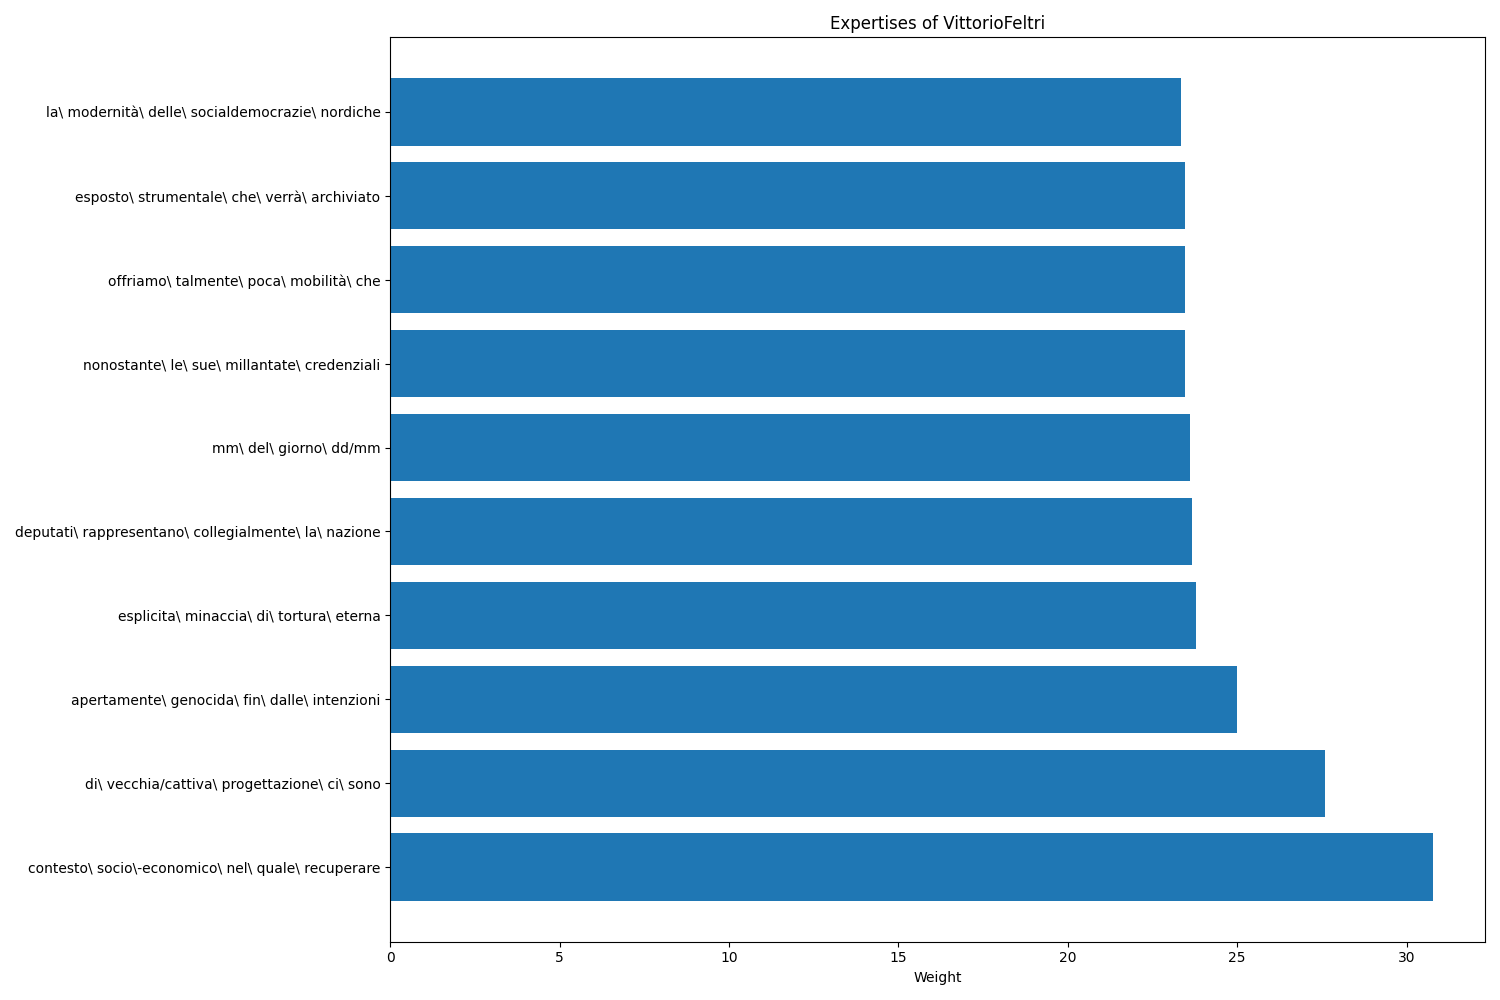 Expertises of VittorioFeltri
la\ modernità\ delle\ socialdemocrazie\ nordiche
esposto\ strumentale\ che\ verrà\ archiviato
offriamo\ talmente\ poca\ mobilità\ che
nonostante\ le\ sue\ millantate\ credenziali
mm\ del\ giorno\ dd/mm
deputati\ rappresentano\ collegialmente\ la\ nazione
esplicita\ minaccia\ di\ tortura\ eterna
apertamente\ genocida\ fin\ dalle\ intenzioni
di\ vecchia/cattiva\ progettazione\ ci\ sono
contesto\ socio\-economico\ nel\ quale\ recuperare
0 5 10 15 20 25 30
Weight